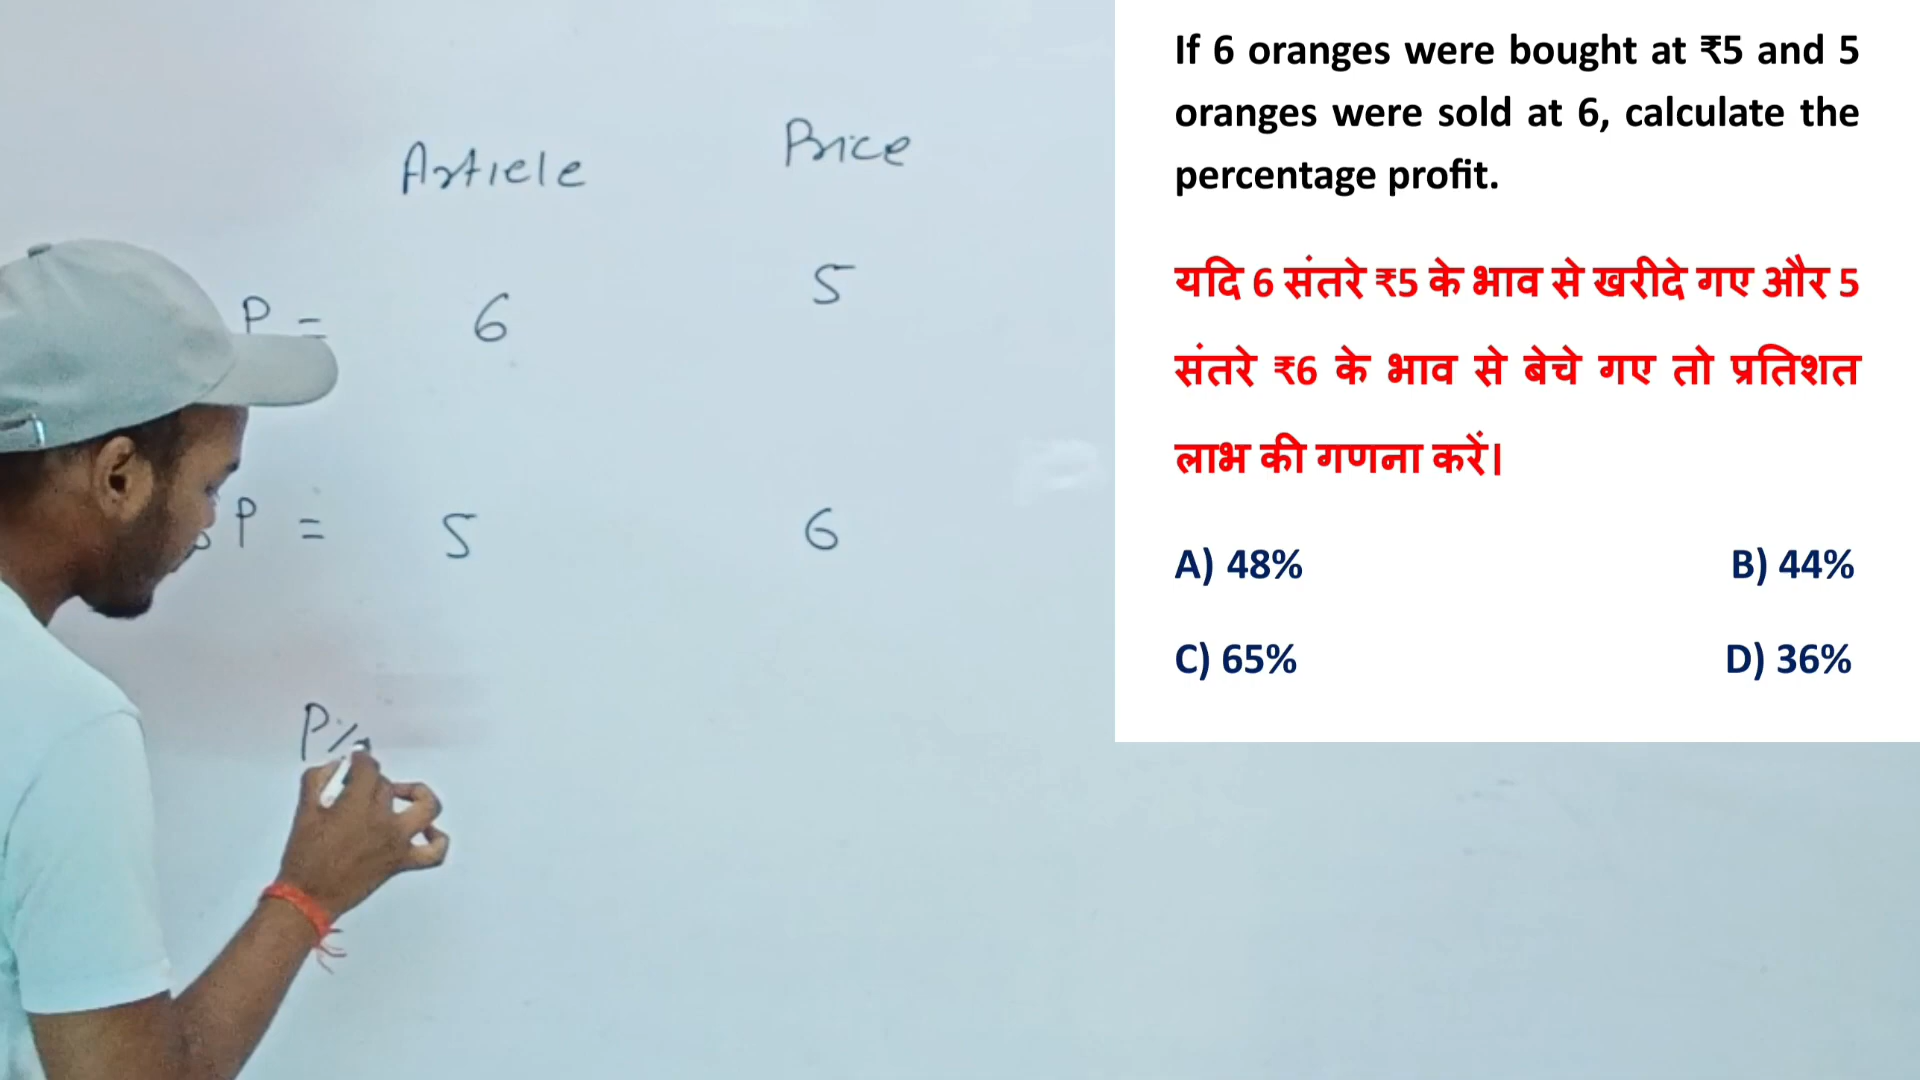 Article Price
P = 6 5
P = 5 6
P%
If 6 oranges were bought at ₹5 and 5
oranges were sold at 6, calculate the
percentage profit.
यदि 6 संतरे ₹5 के भाव से खरीदे गए और 5
संतरे ₹6 के भाव से बेचे गए तो प्रतिशत
लाभ की गणना करें।
A) 48% B) 44%
C) 65% D) 36%